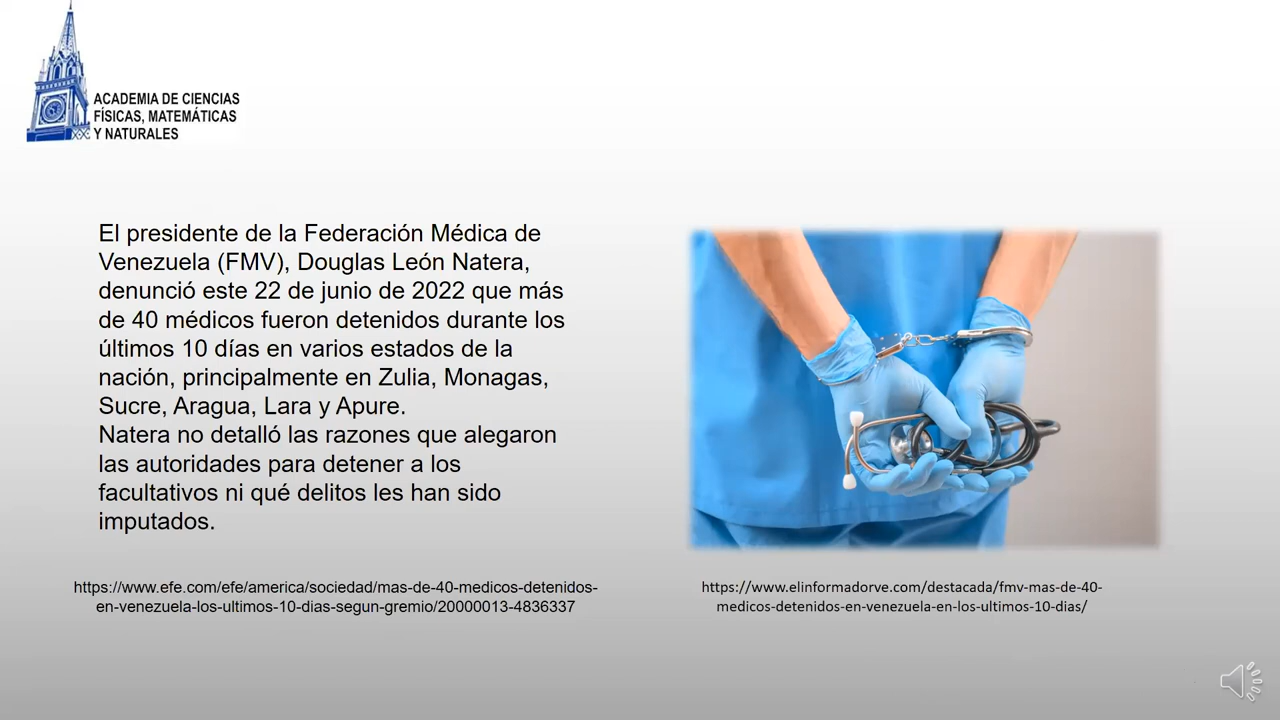 ACADEMIA DE CIENCIAS
FÍSICAS, MATEMÁTICAS
Y NATURALES
El presidente de la Federación Médica de
Venezuela (FMV), Douglas León Natera,
denunció este 22 de junio de 2022 que más
de 40 médicos fueron detenidos durante los
últimos 10 días en varios estados de la
nación, principalmente en Zulia, Monagas,
Sucre, Aragua, Lara y Apure.
Natera no detalló las razones que alegaron
las autoridades para detener a los
facultativos ni qué delitos les han sido
imputados.
https://www.efe.com/efe/america/sociedad/mas-de-40-medicos-detenidos-
en-venezuela-los-ultimos-10-dias-segun-gremio/20000013-4836337
https://www.elinformadorve.com/destacada/fmv-mas-de-40-
medicos-detenidos-en-venezuela-en-los-ultimos-10-dias/